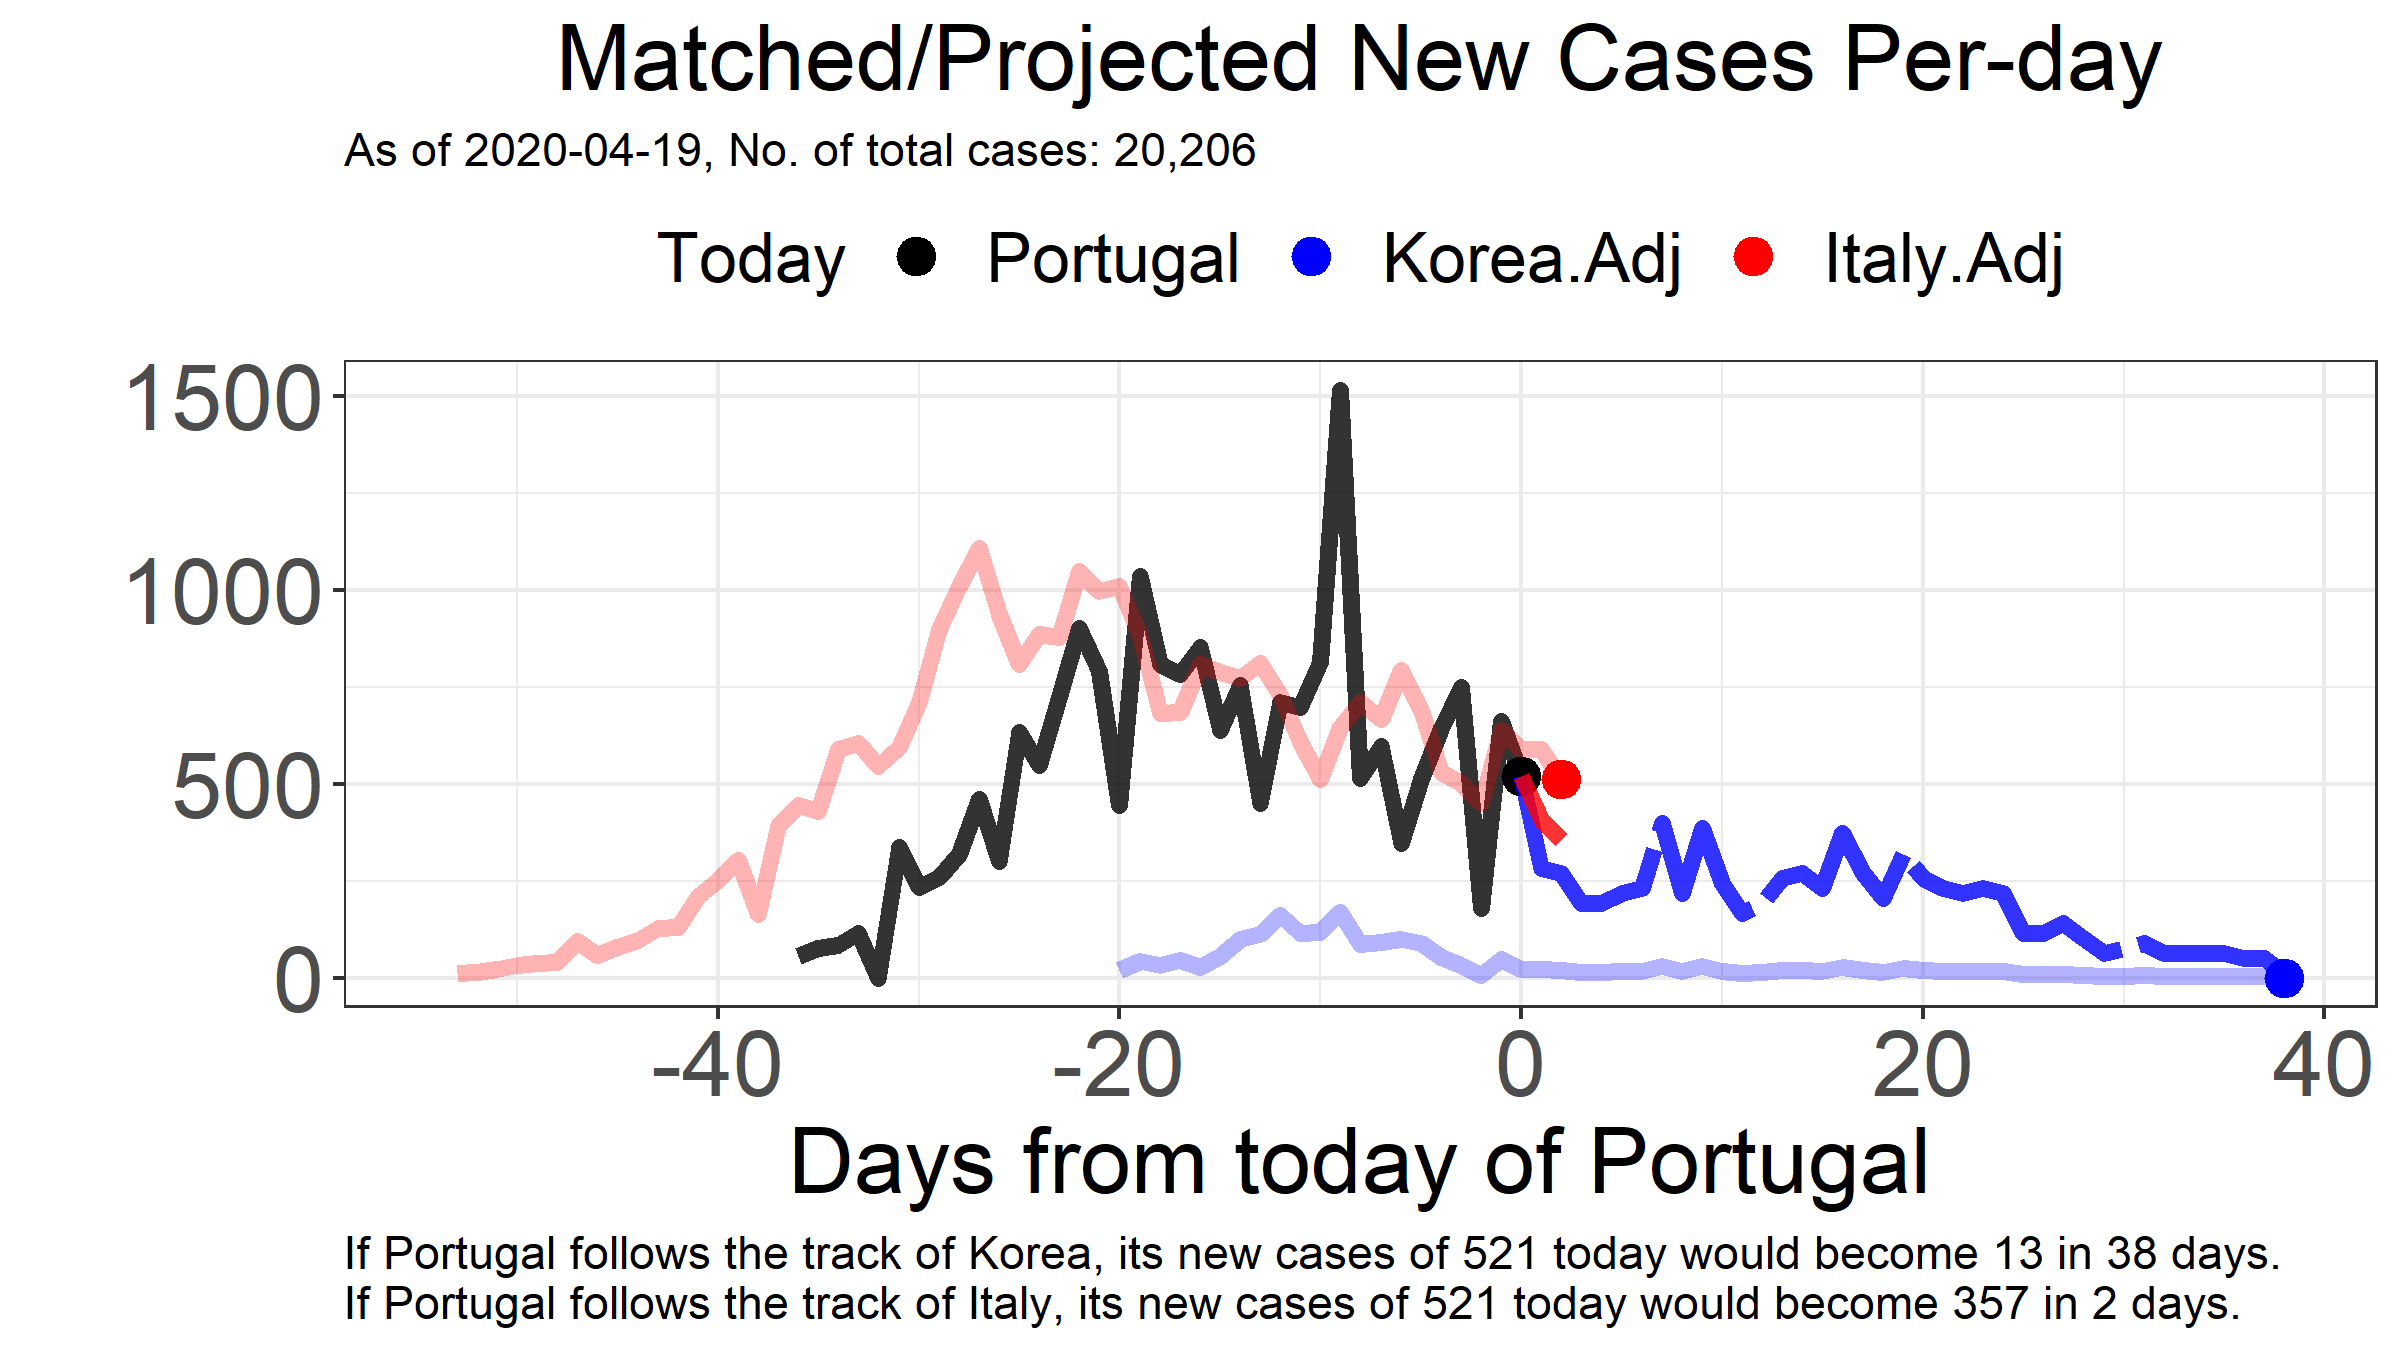 Matched/Projected New Cases Per-day
As of 2020-04-19, No. of total cases: 20,206
Today Portugal Korea.Adj Italy.Adj
1500
1000
500
0
-40 -20 0 20 40
Days from today of Portugal
If Portugal follows the track of Korea, its new cases of 521 today would become 13 in 38 days.
If Portugal follows the track of Italy, its new cases of 521 today would become 357 in 2 days.